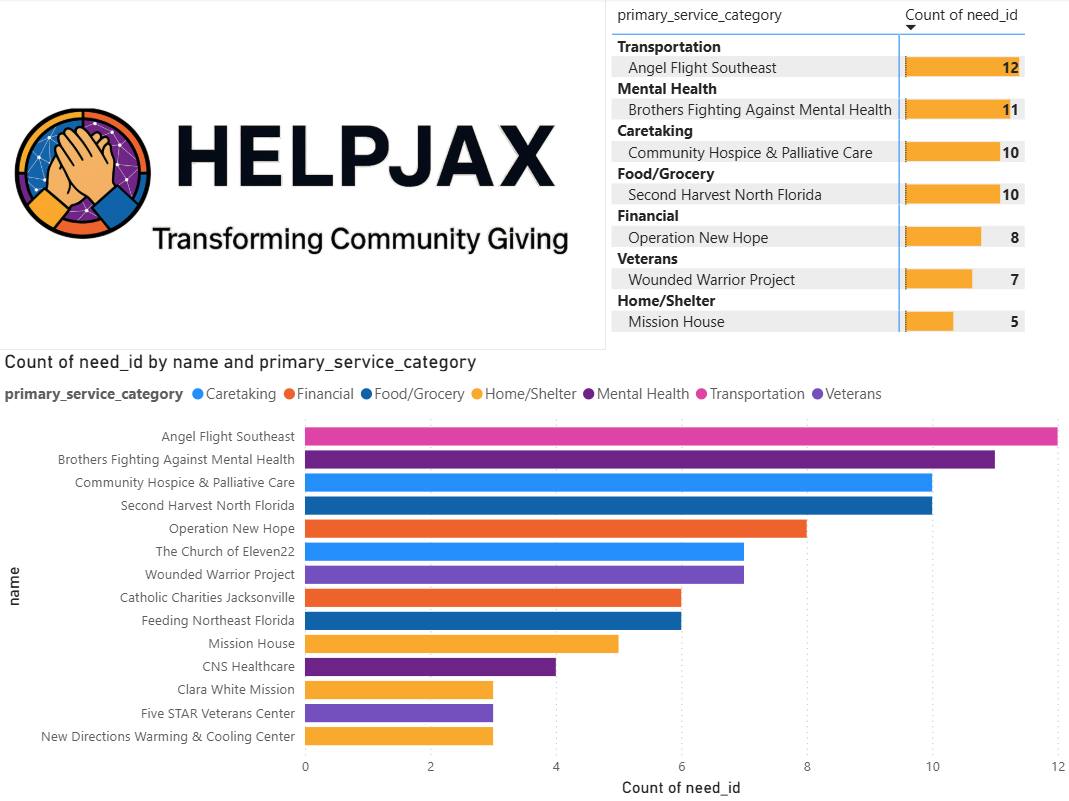 HELPJAX
Transforming Community Giving
primary_service_category Count of need_id
Transportation
Angel Flight Southeast 12
Mental Health
Brothers Fighting Against Mental Health 11
Caretaking
Community Hospice & Palliative Care 10
Food/Grocery
Second Harvest North Florida 10
Financial
Operation New Hope 8
Veterans
Wounded Warrior Project 7
Home/Shelter
Mission House 5
Count of need_id by name and primary_service_category
primary_service_category Caretaking Financial Food/Grocery Home/Shelter Mental Health Transportation Veterans
name
Angel Flight Southeast
Brothers Fighting Against Mental Health
Community Hospice & Palliative Care
Second Harvest North Florida
Operation New Hope
The Church of Eleven22
Wounded Warrior Project
Catholic Charities Jacksonville
Feeding Northeast Florida
Mission House
CNS Healthcare
Clara White Mission
Five STAR Veterans Center
New Directions Warming & Cooling Center
0 2 4 6 8 10 12
Count of need_id